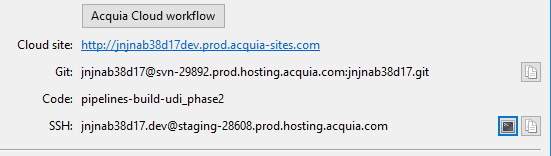 Acquia Cloud workflow
Cloud site: http://jnjnab38d17dev.prod.acquia-sites.com
Git: jnjnab38d17@svn-29892.prod.hosting.acquia.com:jnjnab38d17.git
Code: pipelines-build-udi_phase2
SSH: jnjnab38d17.dev@staging-28608.prod.hosting.acquia.com